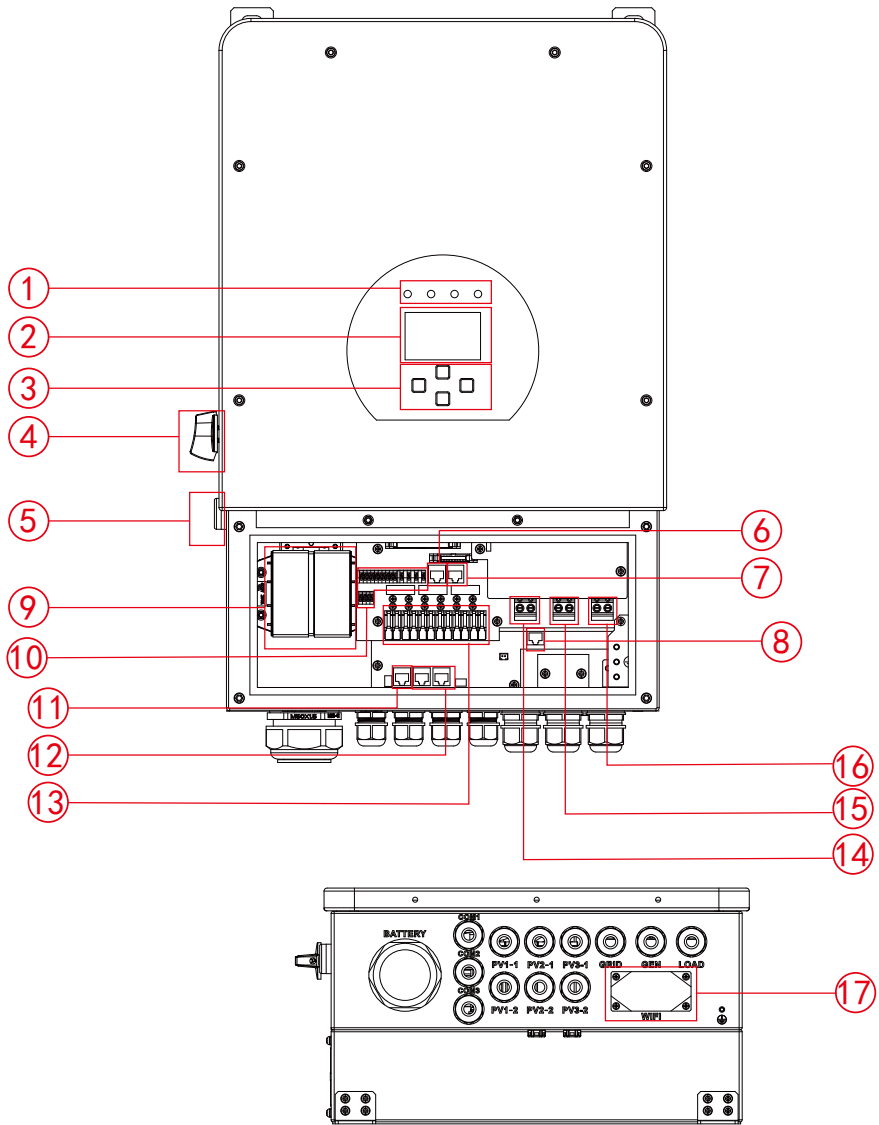 ①
②
③
④
⑤
⑥
⑦
⑧
⑨
⑩
⑪
⑫
⑬
⑭
⑮
⑯
BATTERY
COM1
COM2
COM3
PV1-1 PV2-1 PV3-1 GRID GEN LOAD
PV1-2 PV2-2 PV3-2
WIFI
⑰